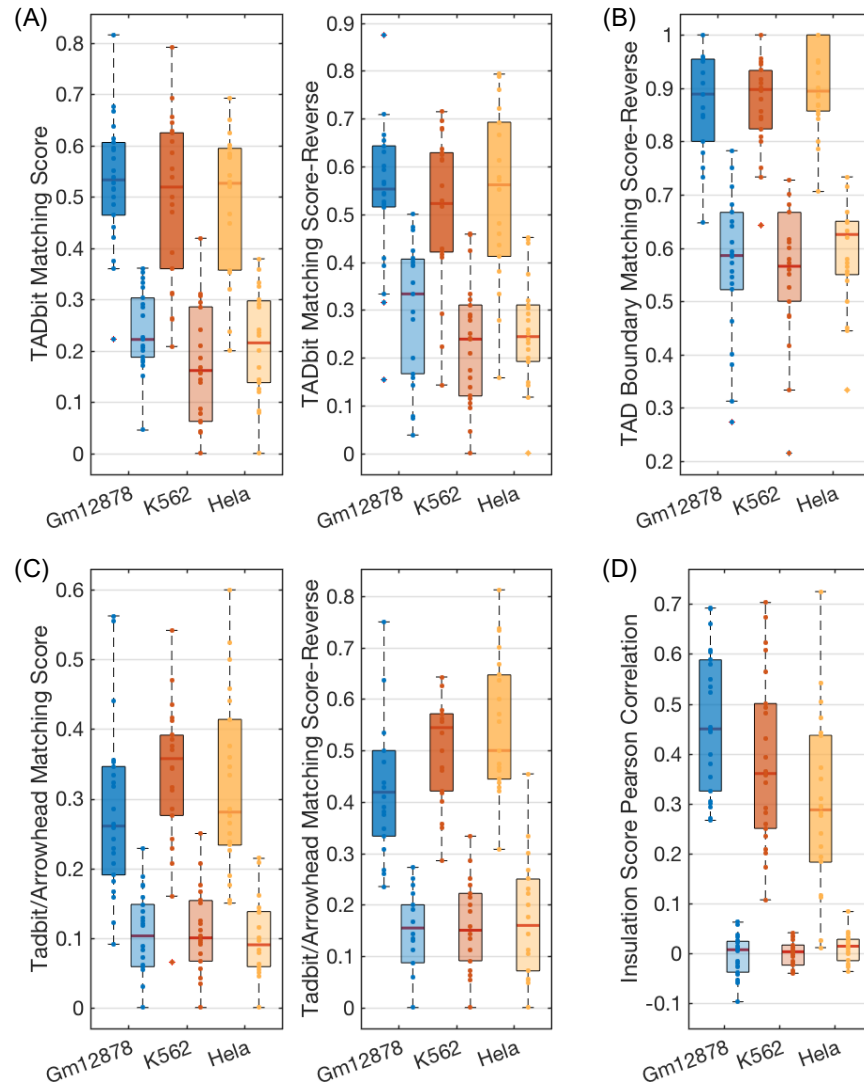 (A)
TADbit Matching Score
0.8
0.7
0.6
0.5
0.4
0.3
0.2
0.1
0
Gm12878
K562
Hela
TADbit Matching Score-Reverse
0.9
0.8
0.7
0.6
0.5
0.4
0.3
0.2
0.1
0
Gm12878
K562
Hela
(B)
TAD Boundary Matching Score-Reverse
1
0.9
0.8
0.7
0.6
0.5
0.4
0.3
0.2
Gm12878
K562
Hela
(C)
Tadbit/Arrowhead Matching Score
0.6
0.5
0.4
0.3
0.2
0.1
0
Gm12878
K562
Hela
Tadbit/Arrowhead Matching Score-Reverse
0.8
0.7
0.6
0.5
0.4
0.3
0.2
0.1
0
Gm12878
K562
Hela
(D)
Insulation Score Pearson Correlation
0.7
0.6
0.5
0.4
0.3
0.2
0.1
0
-0.1
Gm12878
K562
Hela